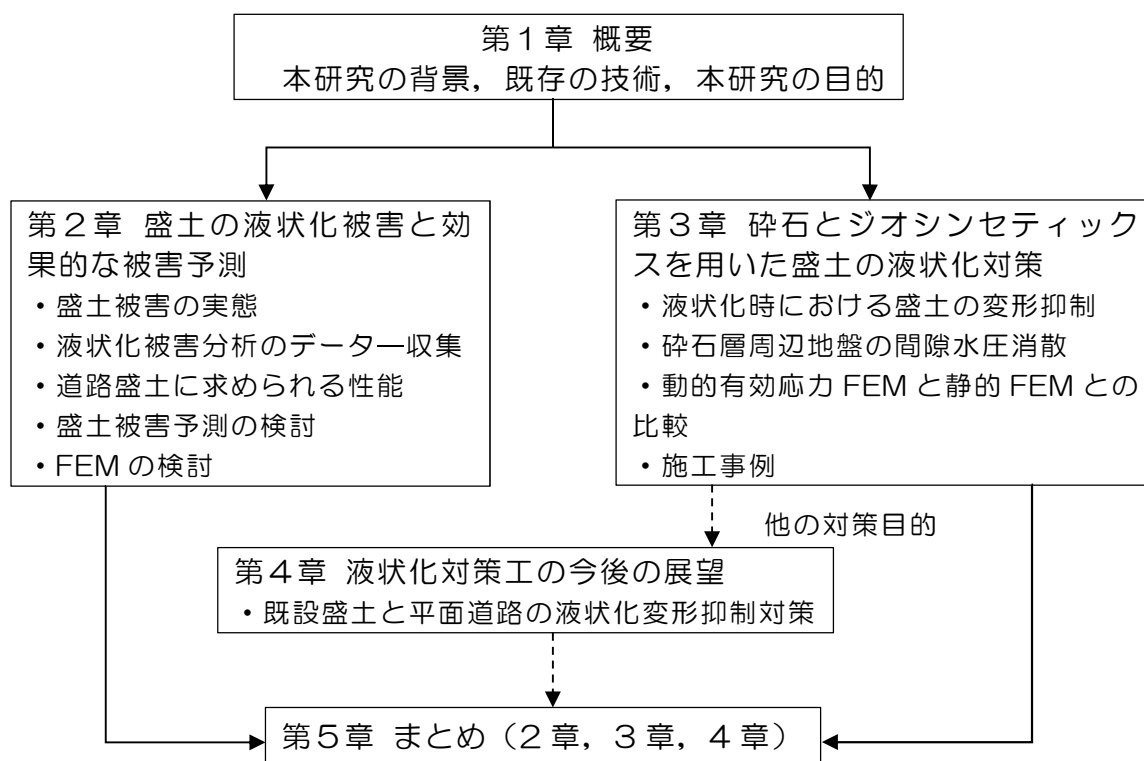 第１章 概要
本研究の背景，既存の技術，本研究の目的
第２章 盛土の液状化被害と効
果的な被害予測
・盛土被害の実態
・液状化被害分析のデータ―収集
・道路盛土に求められる性能
・盛土被害予測の検討
・FEM の検討
第３章 砕石とジオシンセティック
スを用いた盛土の液状化対策
・液状化時における盛土の変形抑制
・砕石層周辺地盤の間隙水圧消散
・動的有効応力 FEM と静的 FEM との
比較
・施工事例
他の対策目的
第４章 液状化対策工の今後の展望
・既設盛土と平面道路の液状化変形抑制対策
第５章 まとめ（２章，３章，４章）